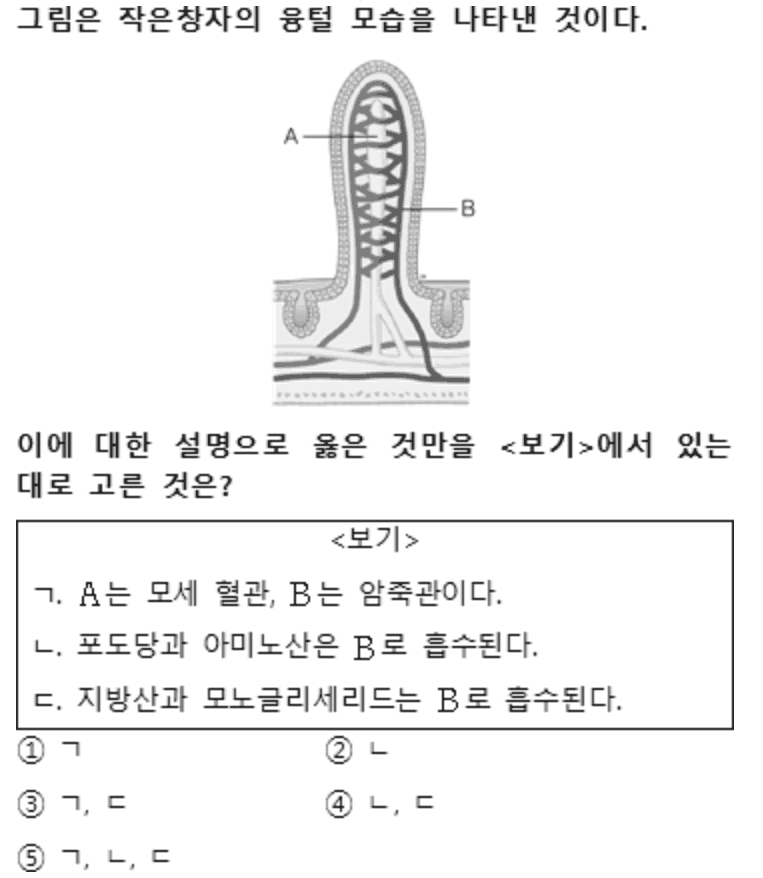 그림은 작은창자의 융털 모습을 나타낸 것이다.
A
B
이에 대한 설명으로 옳은 것만을 <보기>에서 있는
대로 고른 것은?
<보기>
ㄱ. A는 모세 혈관, B는 암죽관이다.
ㄴ. 포도당과 아미노산은 B로 흡수된다.
ㄷ. 지방산과 모노글리세리드는 B로 흡수된다.
① ㄱ ② ㄴ
③ ㄱ, ㄷ ④ ㄴ, ㄷ
⑤ ㄱ, ㄴ, ㄷ